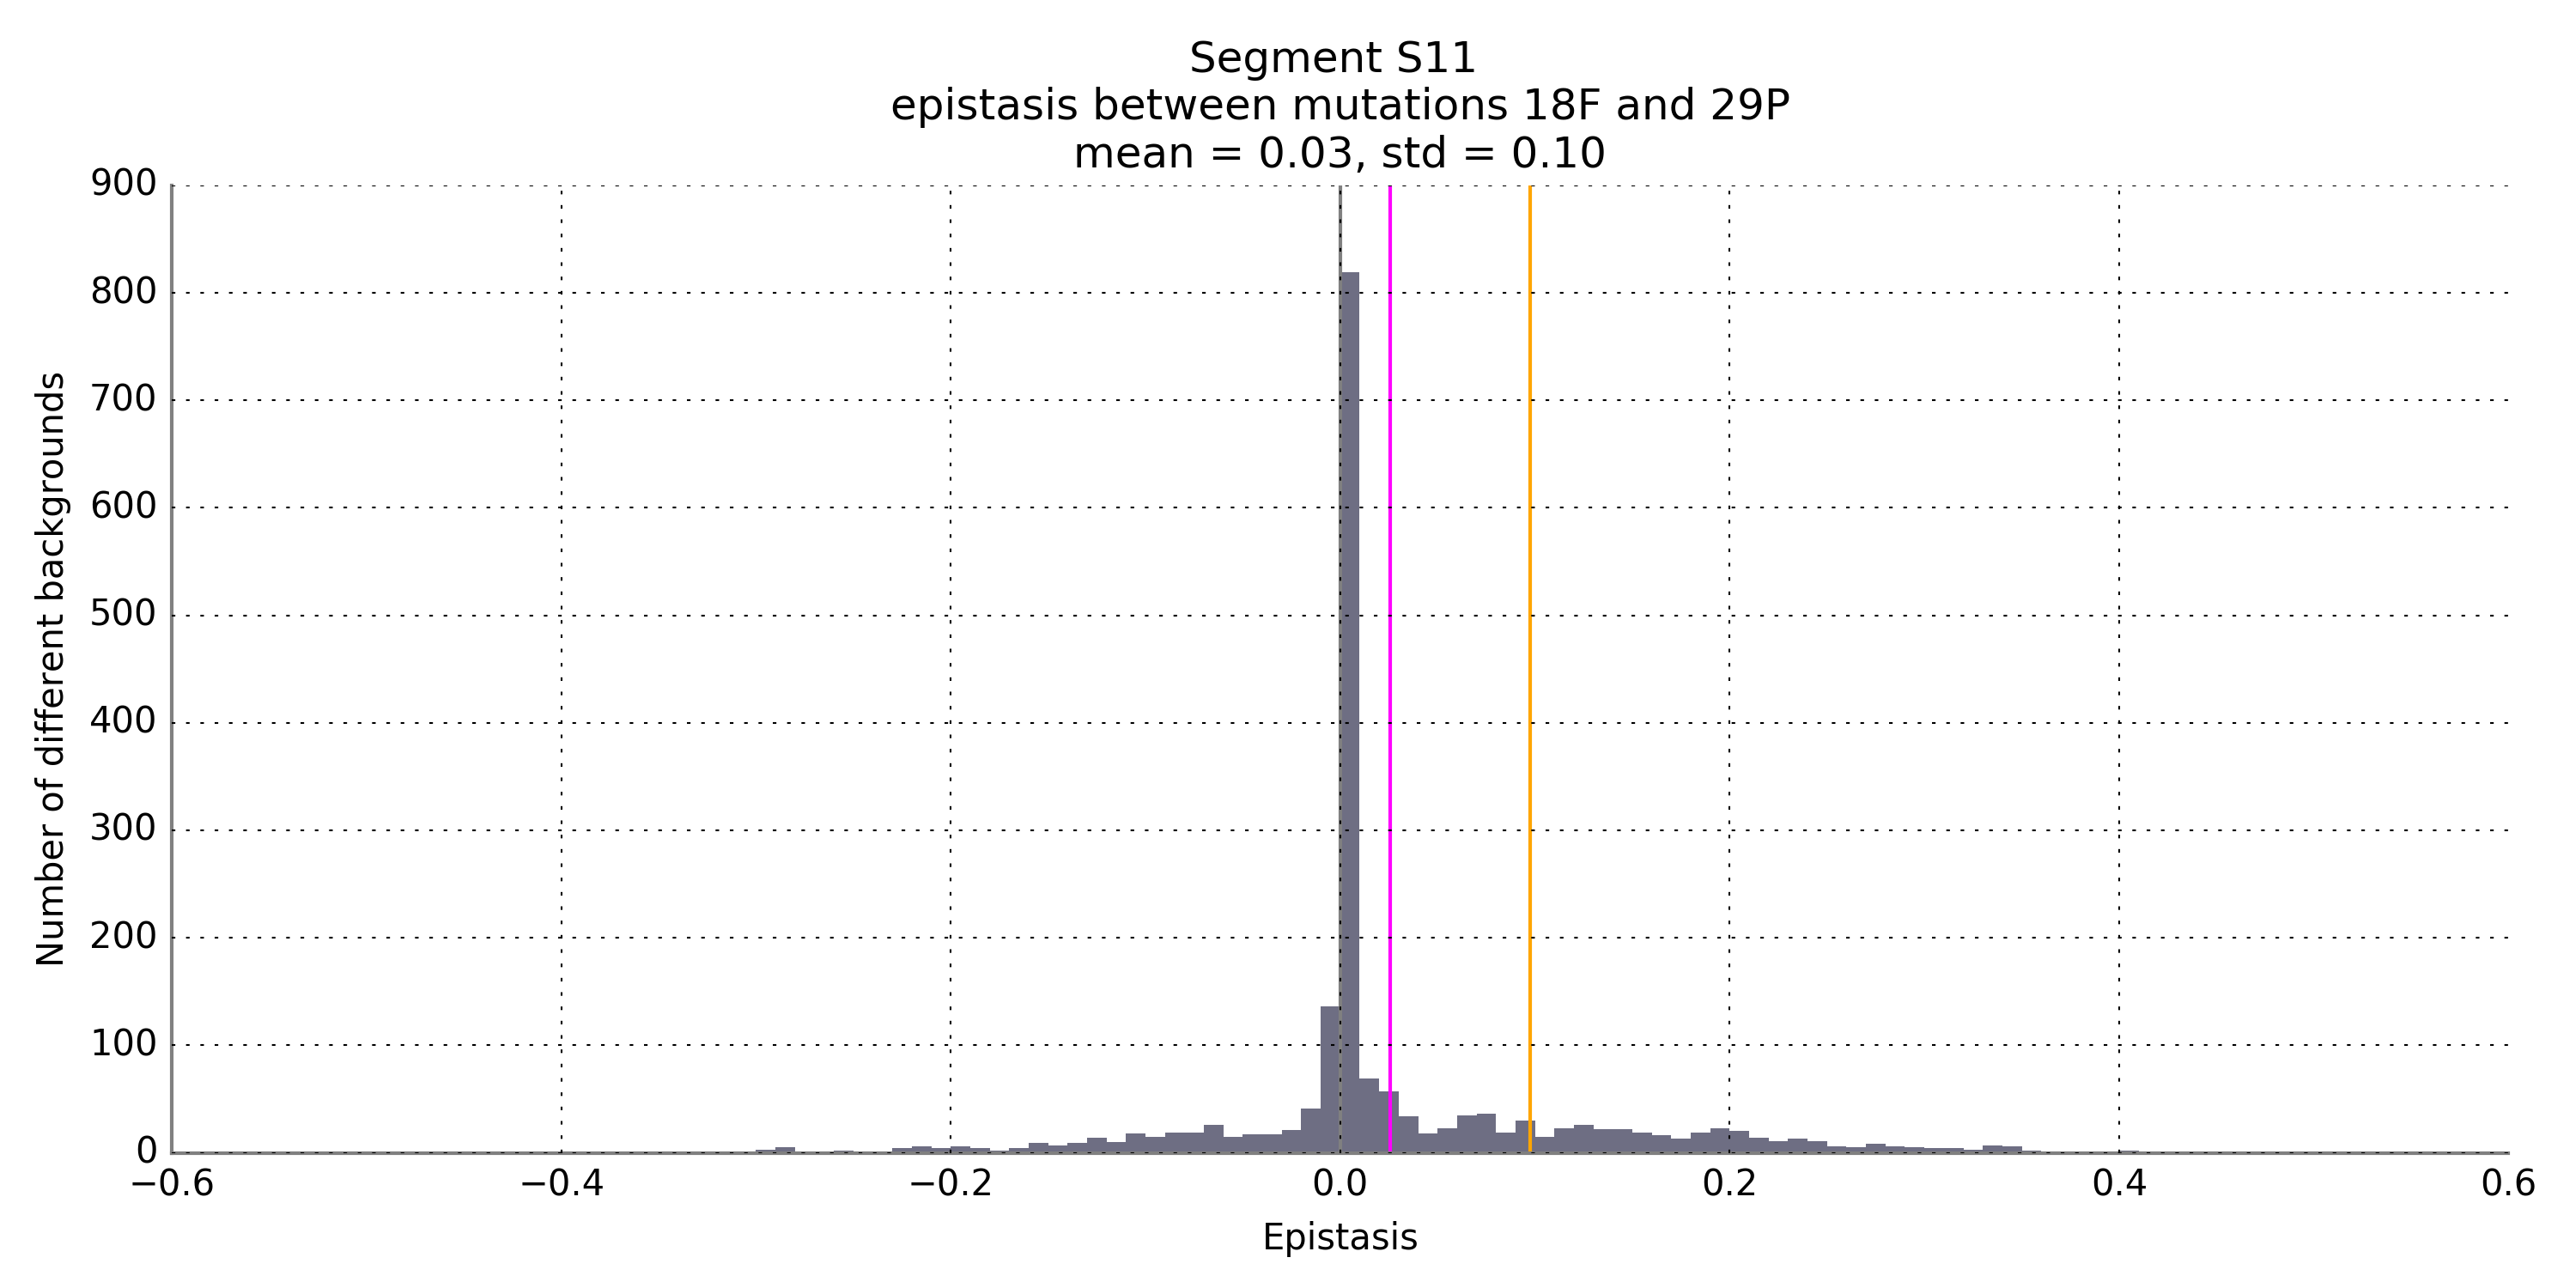 Segment S11
epistasis between mutations 18F and 29P
mean = 0.03, std = 0.10
Number of different backgrounds
900
800
700
600
500
400
300
200
100
0
−0.6 −0.4 −0.2 0.0 0.2 0.4 0.6
Epistasis